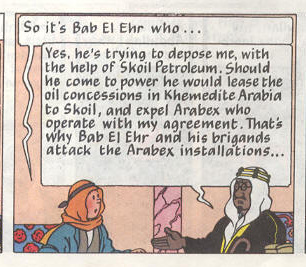 So it's Bab El Ehr who ...
Yes, he's trying to depose me, with
the help of Skoil Petroleum. Should
he come to power he would lease the
oil concessions in Khemedite Arabia
to Skoil, and expel Arabex who
operate with my agreement. That's
why Bab El Ehr and his brigands
attack the Arabex installations...